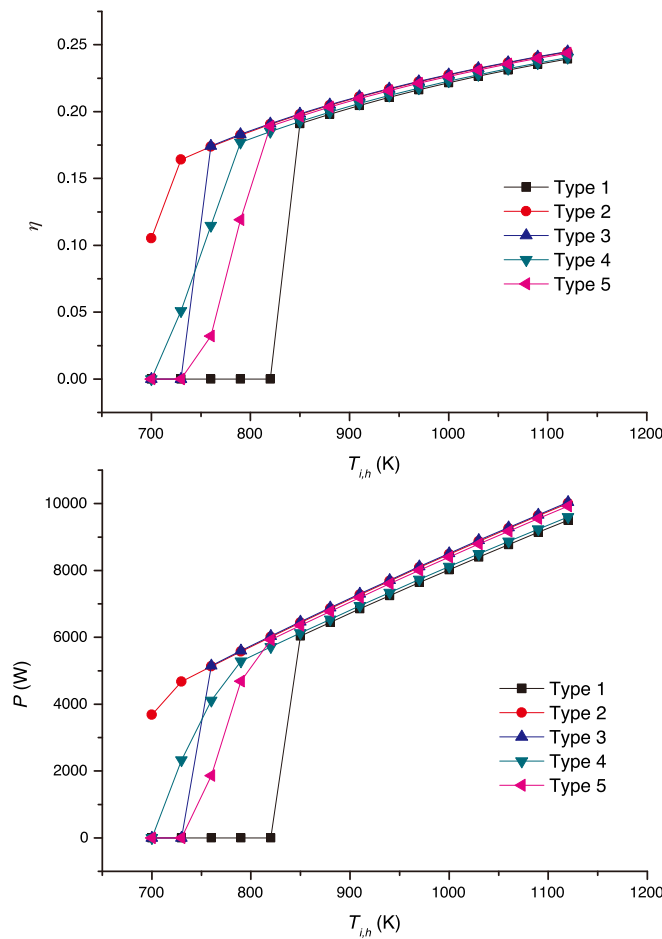 0.25
0.20
0.15
0.10
0.05
0.00
η
700
800
900
1000
1100
1200
T_{i,h} (K)
Type 1
Type 2
Type 3
Type 4
Type 5
10000
8000
6000
4000
2000
0
P (W)
700
800
900
1000
1100
1200
T_{i,h} (K)
Type 1
Type 2
Type 3
Type 4
Type 5